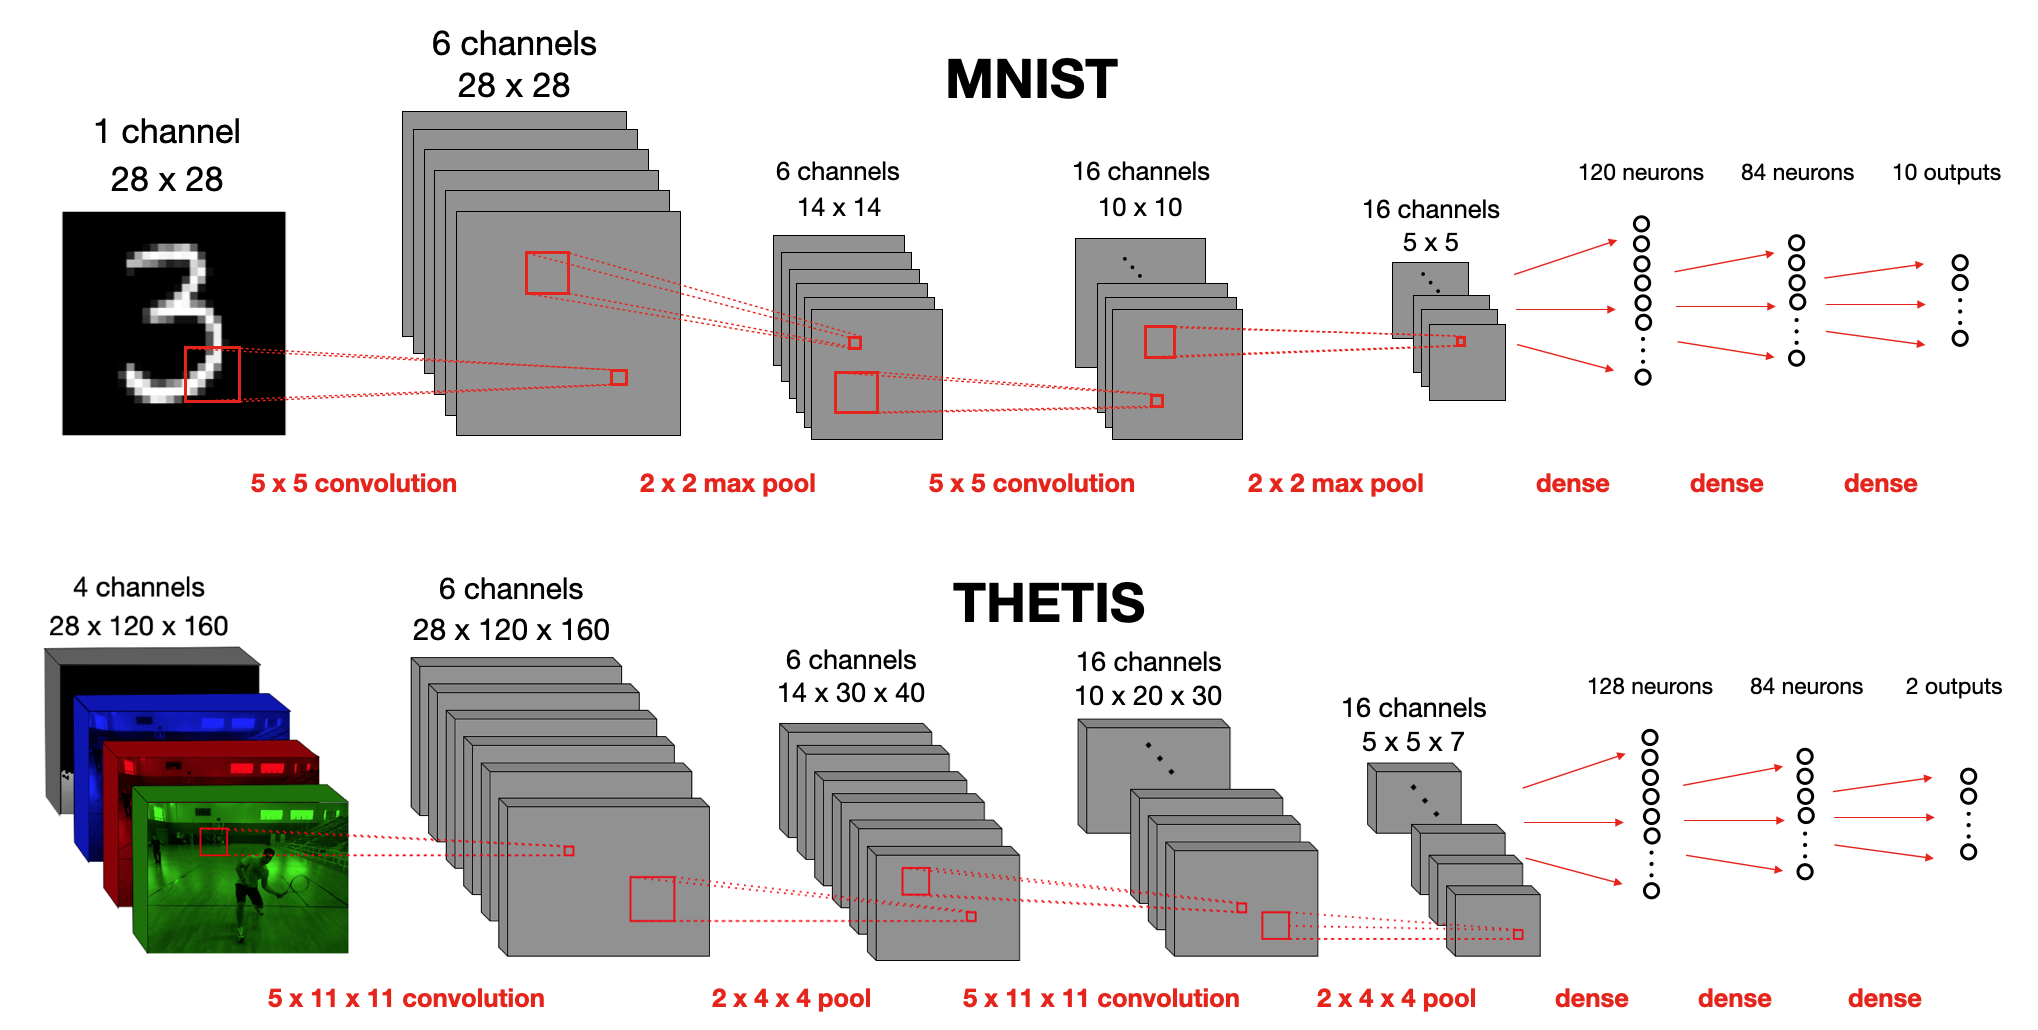 MNIST
1 channel
28 x 28
6 channels
28 x 28
6 channels
14 x 14
16 channels
10 x 10
16 channels
5 x 5
120 neurons
84 neurons
10 outputs
5 x 5 convolution
2 x 2 max pool
5 x 5 convolution
2 x 2 max pool
dense
dense
dense
THETIS
4 channels
28 x 120 x 160
6 channels
28 x 120 x 160
6 channels
14 x 30 x 40
16 channels
10 x 20 x 30
16 channels
5 x 5 x 7
128 neurons
84 neurons
2 outputs
5 x 11 x 11 convolution
2 x 4 x 4 pool
5 x 11 x 11 convolution
2 x 4 x 4 pool
dense
dense
dense